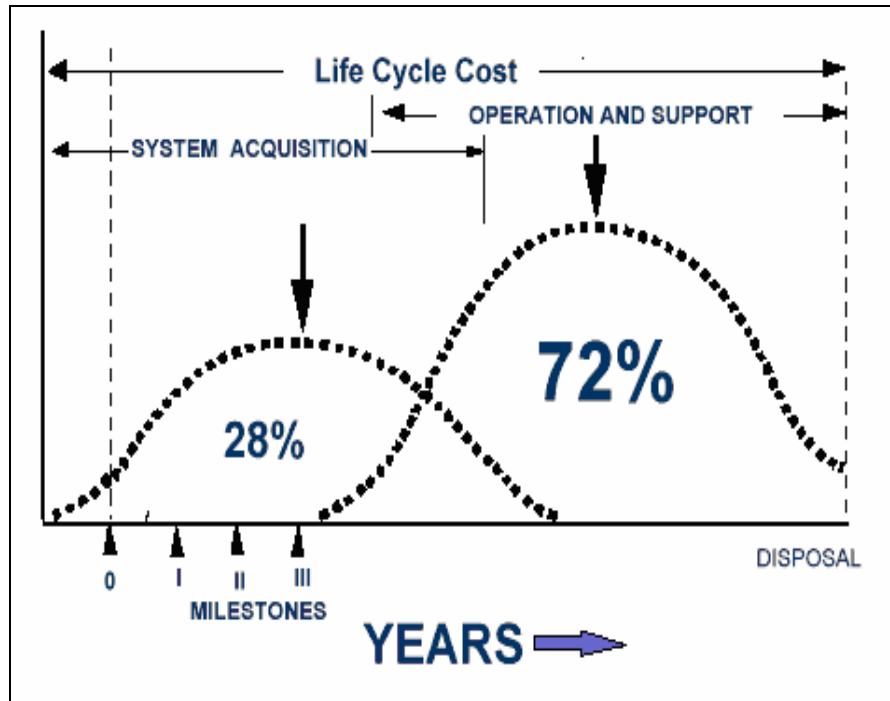 Life Cycle Cost
OPERATION AND SUPPORT
SYSTEM ACQUISITION
72%
28%
DISPOSAL
0 I II III
MILESTONES
YEARS